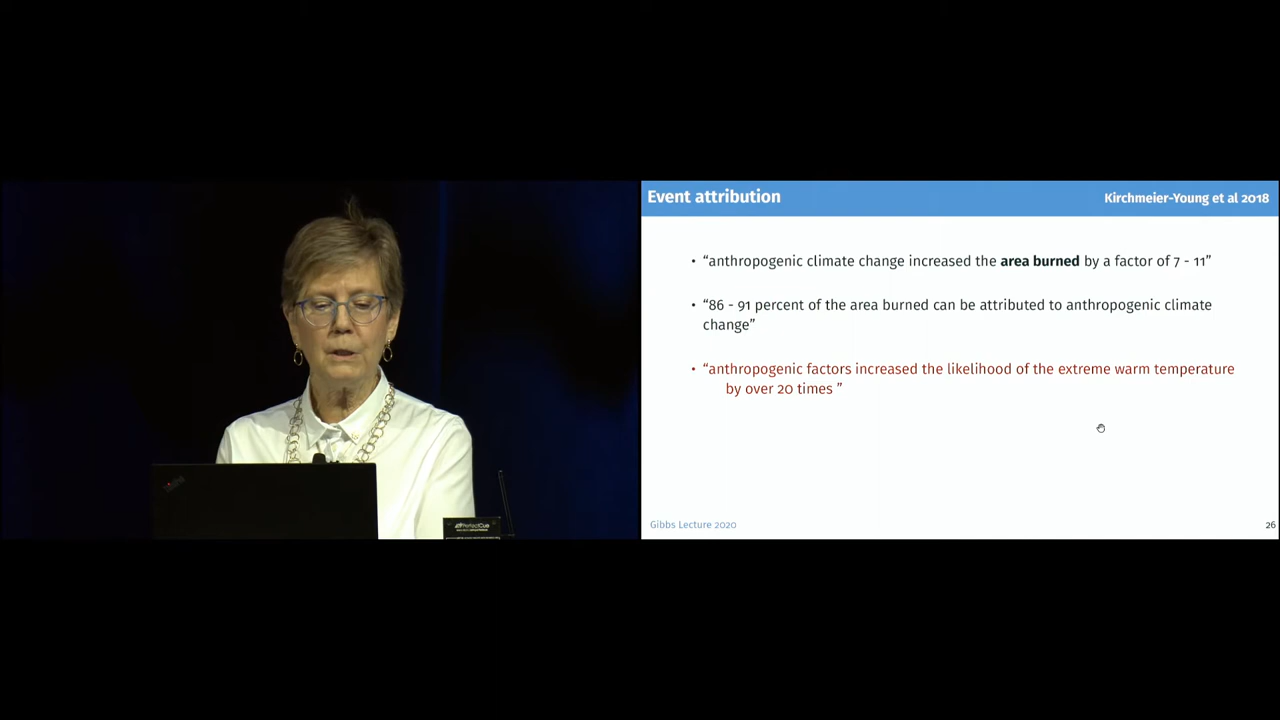 Event attribution
Kirchmeier-Young et al 2018
• “anthropogenic climate change increased the area burned by a factor of 7 - 11”
• “86 - 91 percent of the area burned can be attributed to anthropogenic climate
change”
• “anthropogenic factors increased the likelihood of the extreme warm temperature
by over 20 times ”
Gibbs Lecture 2020
26
PerfectCue